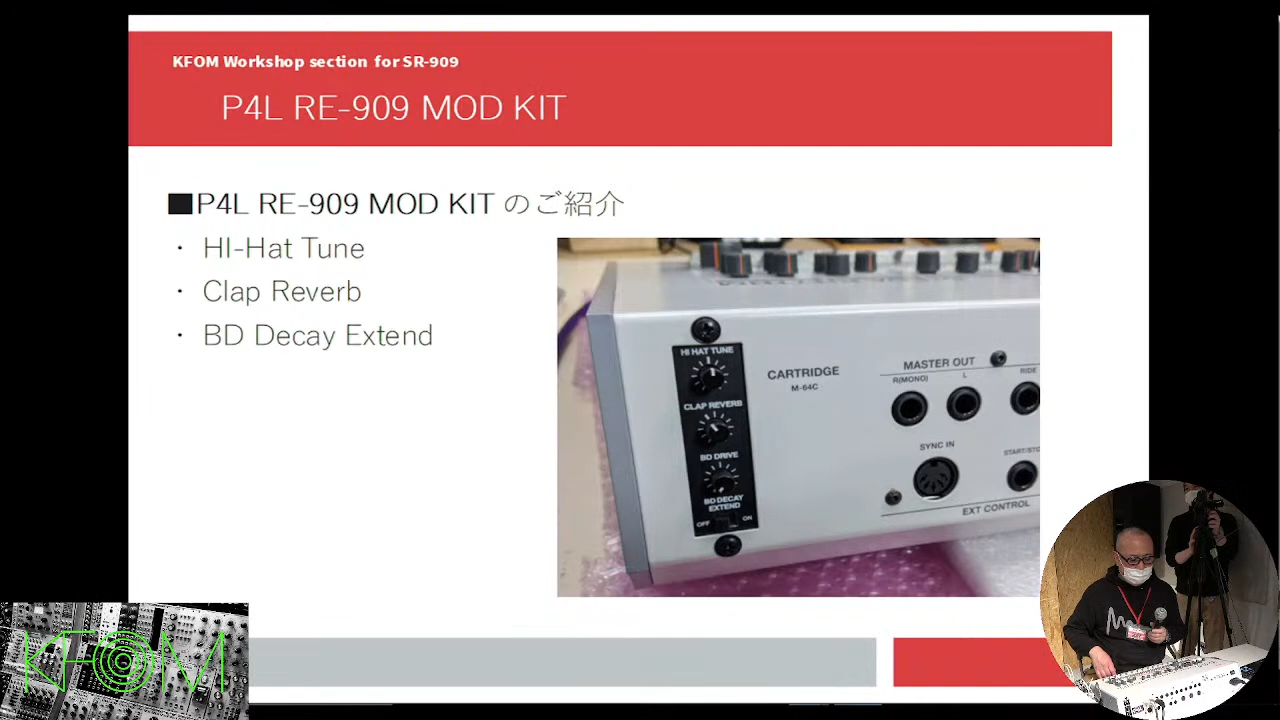 KFOM Workshop section for SR-909
P4L RE-909 MOD KIT
■P4L RE-909 MOD KIT のご紹介
・ HI-Hat Tune
・ Clap Reverb
・ BD Decay Extend
HI HAT TUNE
CLAP REVERB
BD DRIVE
BD DECAY
EXTEND
OFF
ON
CARTRIDGE
M-64C
MASTER OUT
R(MONO)
L
RIDE
SYNC IN
EXT CONTROL
KFOM